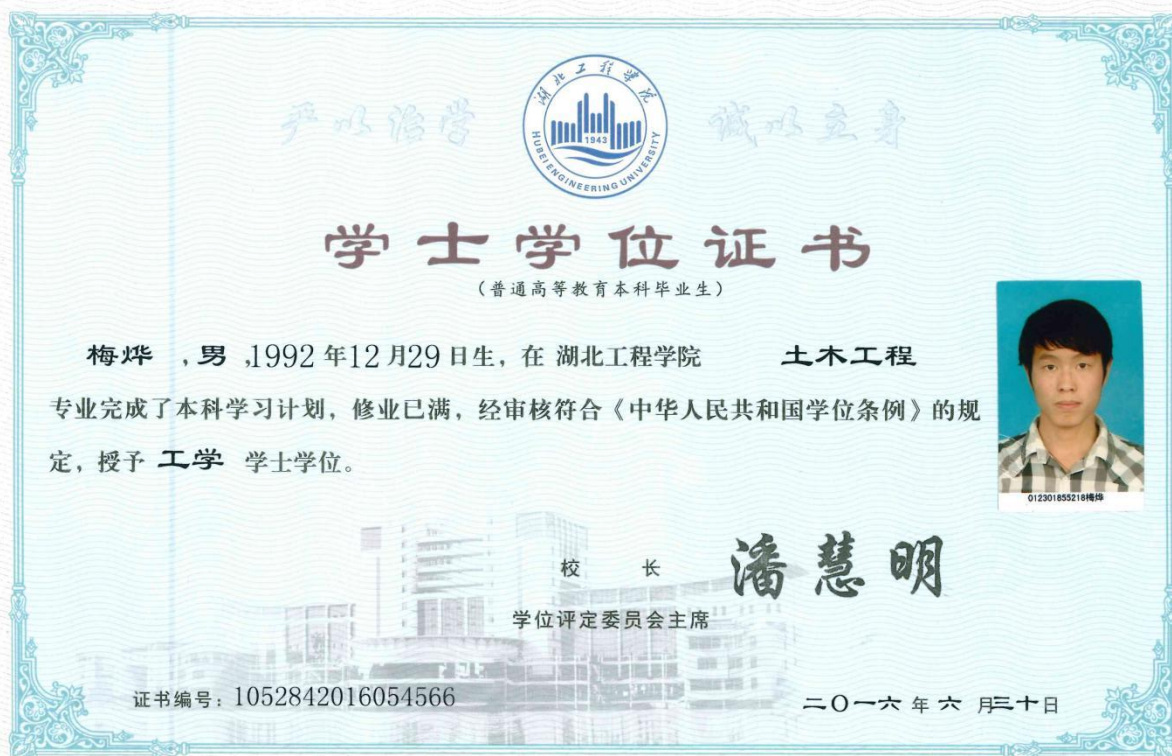 严以治学 诚以立身
湖北工程学院
1943
HUBEI ENGINEERING UNIVERSITY
学士学位证书
（普通高等教育本科毕业生）
梅烨 ，男 ,1992 年12 月29 日生，在 湖北工程学院 土木工程
专业完成了本科学习计划，修业已满，经审核符合《中华人民共和国学位条例》的规
定，授予 工学 学士学位。
012301855218梅烨
校 长 潘慧明
学位评定委员会主席
证书编号：1052842016054566
二〇一六 年 六 月三十日